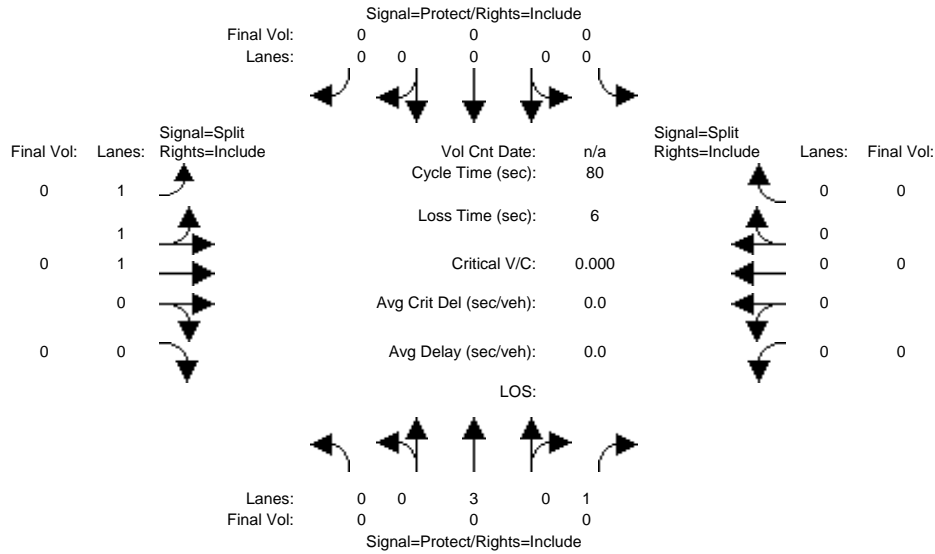 Signal=Protect/Rights=Include
Final Vol: 0 0 0
Lanes: 0 0 0 0 0
Signal=Split Signal=Split
Final Vol: Lanes: Rights=Include Vol Cnt Date: n/a Rights=Include Lanes: Final Vol:
Cycle Time (sec): 80
0 1 0 0
Loss Time (sec): 6
1 0
0 1 Critical V/C: 0.000 0 0
0 Avg Crit Del (sec/veh): 0.0 0
0 0 Avg Delay (sec/veh): 0.0 0 0
LOS:
Lanes: 0 0 3 0 1
Final Vol: 0 0 0
Signal=Protect/Rights=Include